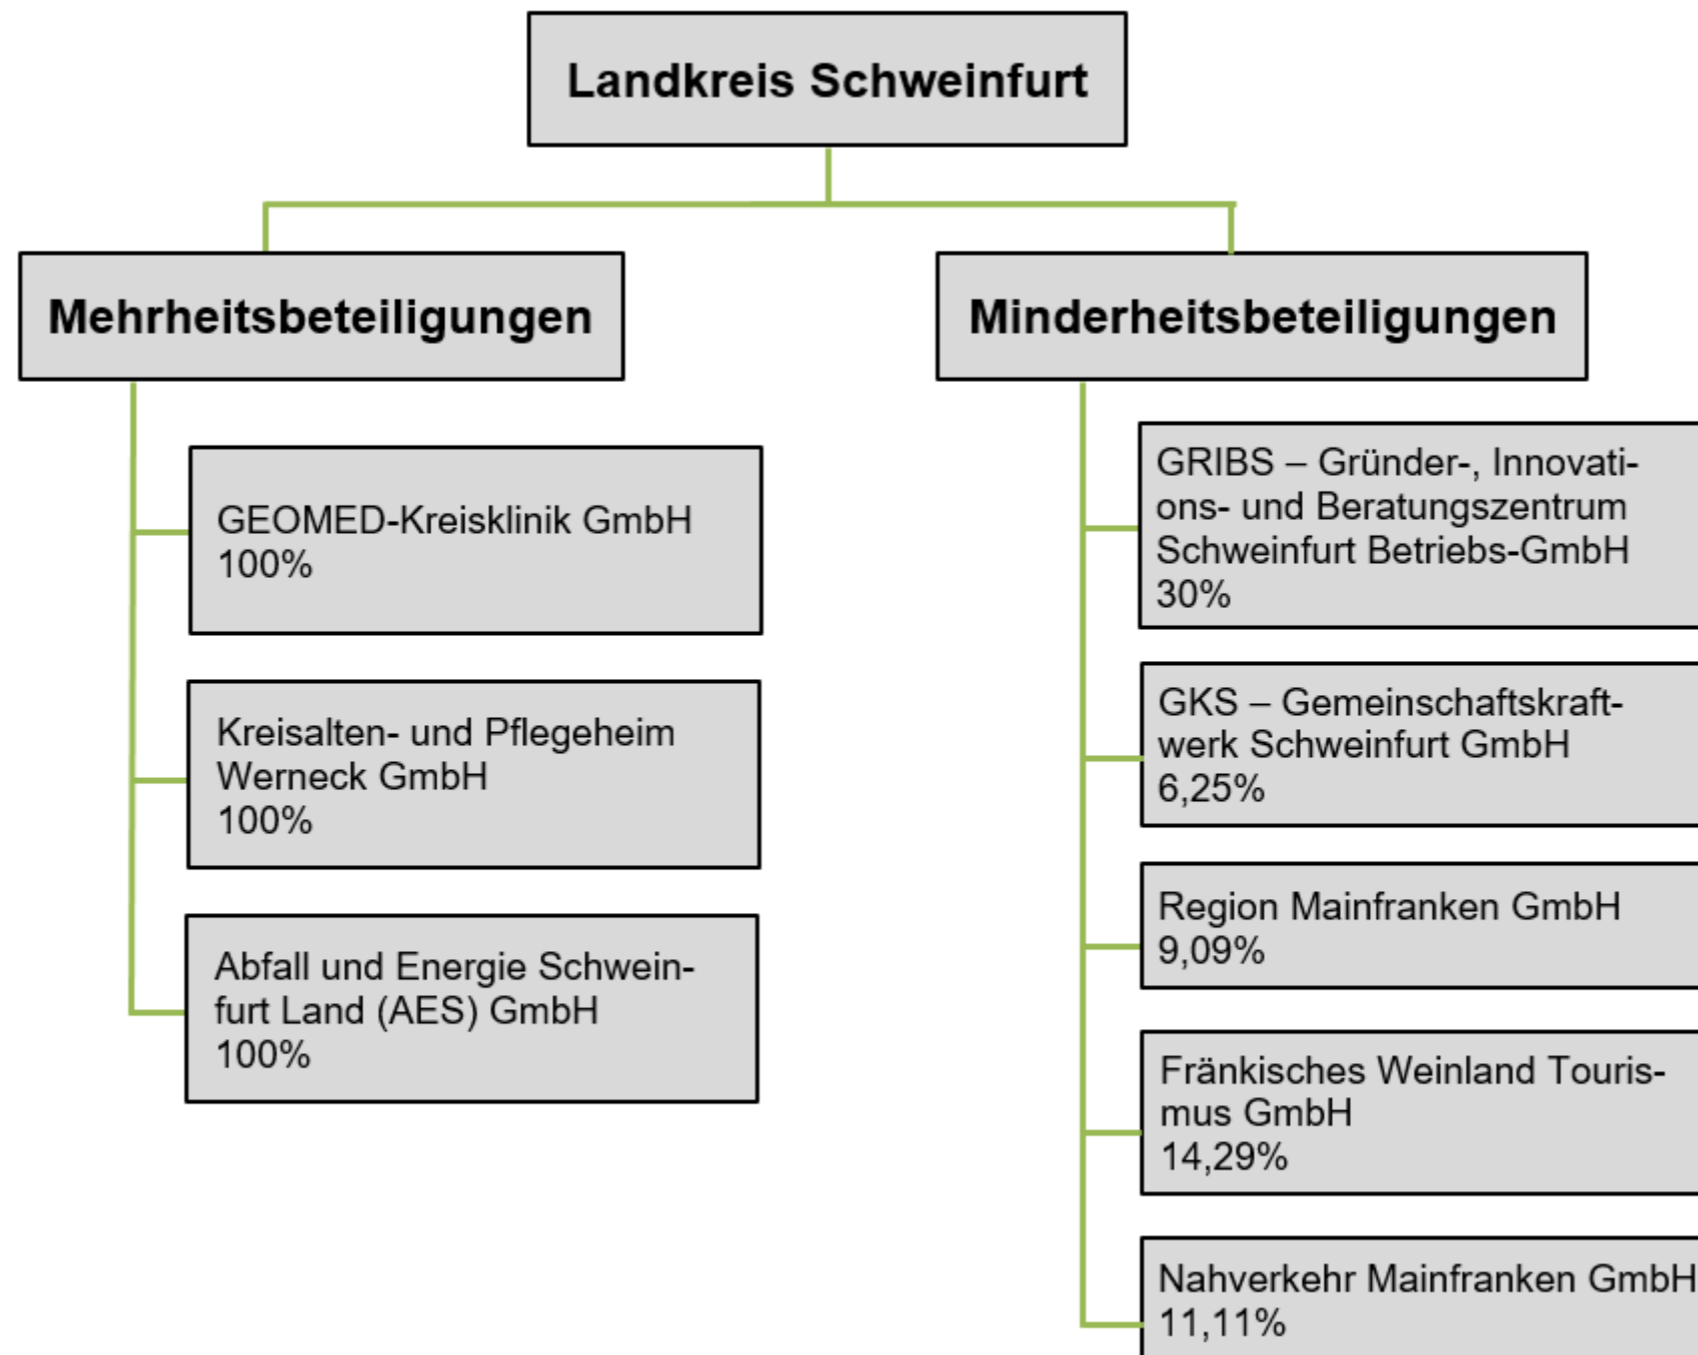 Landkreis Schweinfurt
Mehrheitsbeteiligungen
GEOMED-Kreisklinik GmbH
100%
Kreisalten- und Pflegeheim
Werneck GmbH
100%
Abfall und Energie Schwein-
furt Land (AES) GmbH
100%
Minderheitsbeteiligungen
GRIBS – Gründer-, Innovati-
ons- und Beratungszentrum
Schweinfurt Betriebs-GmbH
30%
GKS – Gemeinschaftskraft-
werk Schweinfurt GmbH
6,25%
Region Mainfranken GmbH
9,09%
Fränkisches Weinland Touris-
mus GmbH
14,29%
Nahverkehr Mainfranken GmbH
11,11%